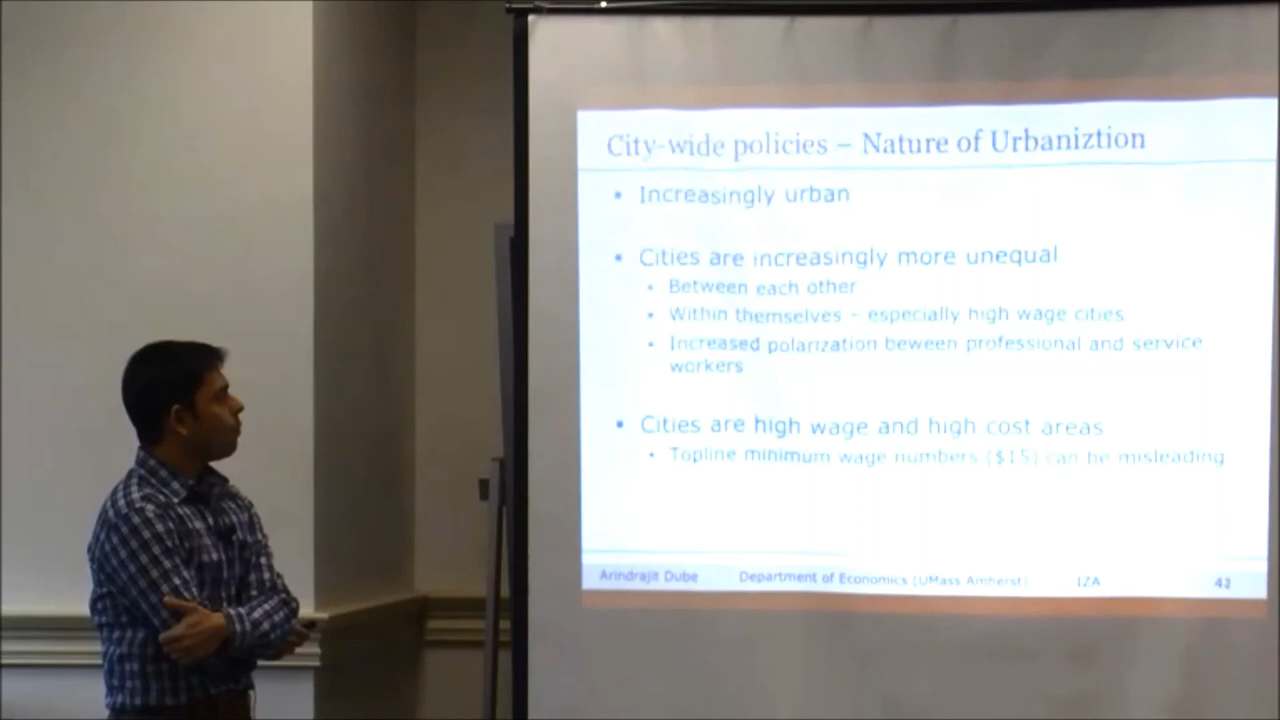 City-wide policies – Nature of Urbaniztion
Increasingly urban
Cities are increasingly more unequal
Between each other
Within themselves – especially high wage cities
Increased polarization beween professional and service
workers
Cities are high wage and high cost areas
Topline minimum wage numbers ($15) can be misleading
Arindrajit Dube Department of Economics (UMass Amherst) IZA